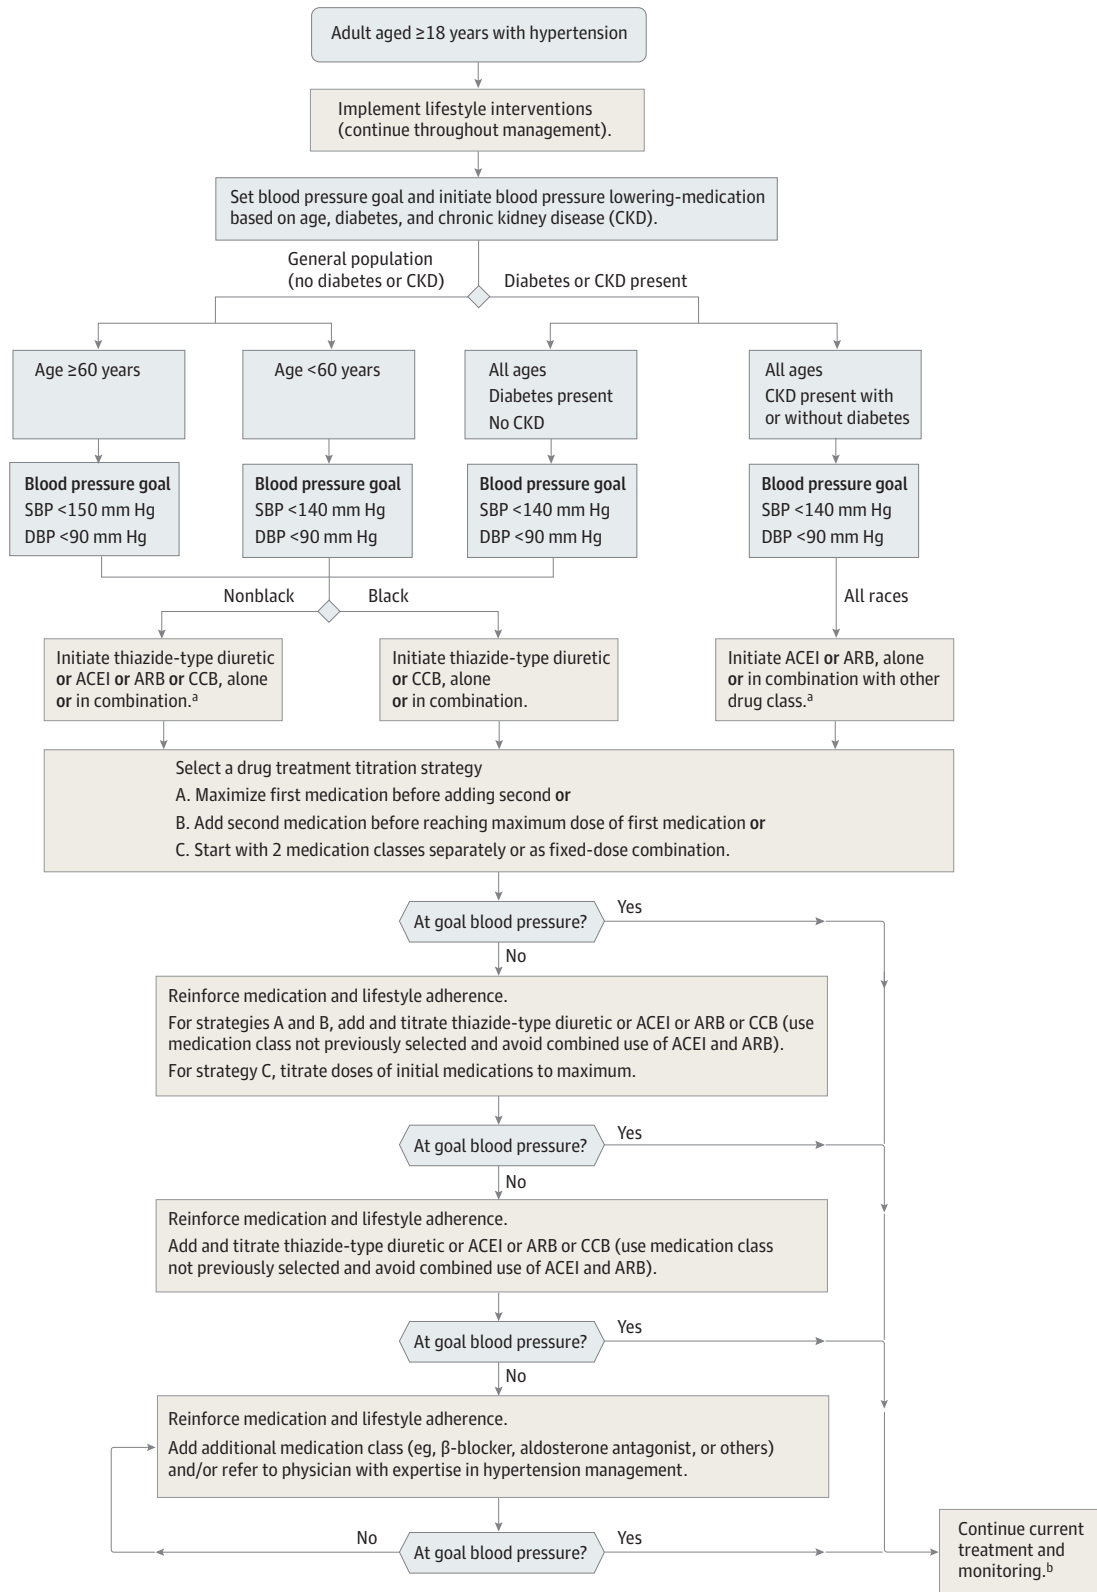 Adult aged ≥18 years with hypertension
Implement lifestyle interventions
(continue throughout management).
Set blood pressure goal and initiate blood pressure lowering-medication
based on age, diabetes, and chronic kidney disease (CKD).
General population
(no diabetes or CKD)
Diabetes or CKD present
Age ≥60 years
Age <60 years
All ages
Diabetes present
No CKD
All ages
CKD present with
or without diabetes
Blood pressure goal
SBP <150 mm Hg
DBP <90 mm Hg
Blood pressure goal
SBP <140 mm Hg
DBP <90 mm Hg
Blood pressure goal
SBP <140 mm Hg
DBP <90 mm Hg
Blood pressure goal
SBP <140 mm Hg
DBP <90 mm Hg
Nonblack
Black
All races
Initiate thiazide-type diuretic
or ACEI or ARB or CCB, alone
or in combination.ᵃ
Initiate thiazide-type diuretic
or CCB, alone
or in combination.
Initiate ACEI or ARB, alone
or in combination with other
drug class.ᵃ
Select a drug treatment titration strategy
A. Maximize first medication before adding second or
B. Add second medication before reaching maximum dose of first medication or
C. Start with 2 medication classes separately or as fixed-dose combination.
At goal blood pressure?
Yes
No
Reinforce medication and lifestyle adherence.
For strategies A and B, add and titrate thiazide-type diuretic or ACEI or ARB or CCB (use
medication class not previously selected and avoid combined use of ACEI and ARB).
For strategy C, titrate doses of initial medications to maximum.
At goal blood pressure?
Yes
No
Reinforce medication and lifestyle adherence.
Add and titrate thiazide-type diuretic or ACEI or ARB or CCB (use medication class
not previously selected and avoid combined use of ACEI and ARB).
At goal blood pressure?
Yes
No
Reinforce medication and lifestyle adherence.
Add additional medication class (eg, β-blocker, aldosterone antagonist, or others)
and/or refer to physician with expertise in hypertension management.
No
At goal blood pressure?
Yes
Continue current
treatment and
monitoring.ᵇ